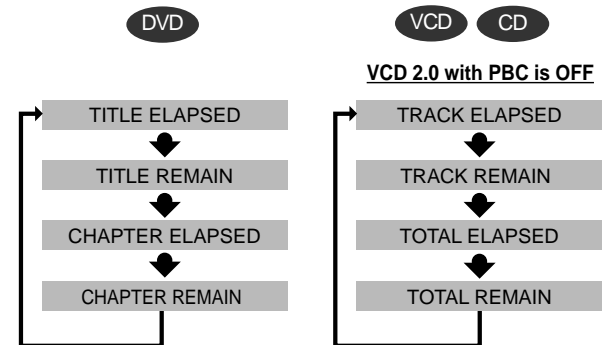 DVD
TITLE ELAPSED
TITLE REMAIN
CHAPTER ELAPSED
CHAPTER REMAIN
VCD CD
VCD 2.0 with PBC is OFF
TRACK ELAPSED
TRACK REMAIN
TOTAL ELAPSED
TOTAL REMAIN